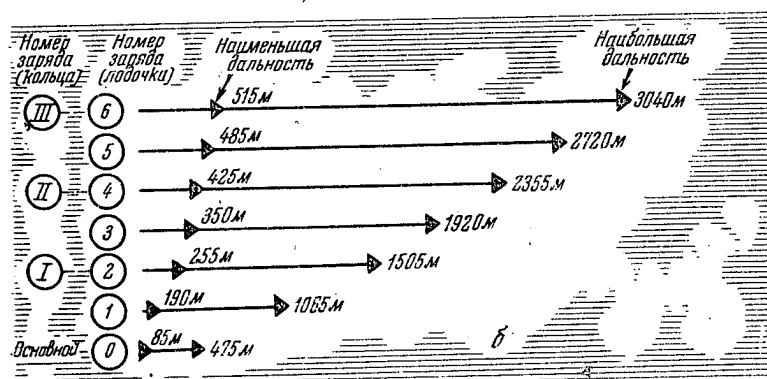 Номер заряда (кольца)
Номер заряда (лодочки)
Наименьшая дальность
Наибольшая дальность
III 6 515м 3040м
5 485м 2720м
II 4 425м 2355м
3 350м 1920м
I 2 255м 1505м
1 190м 1065м
Основной 0 85м 475м
б